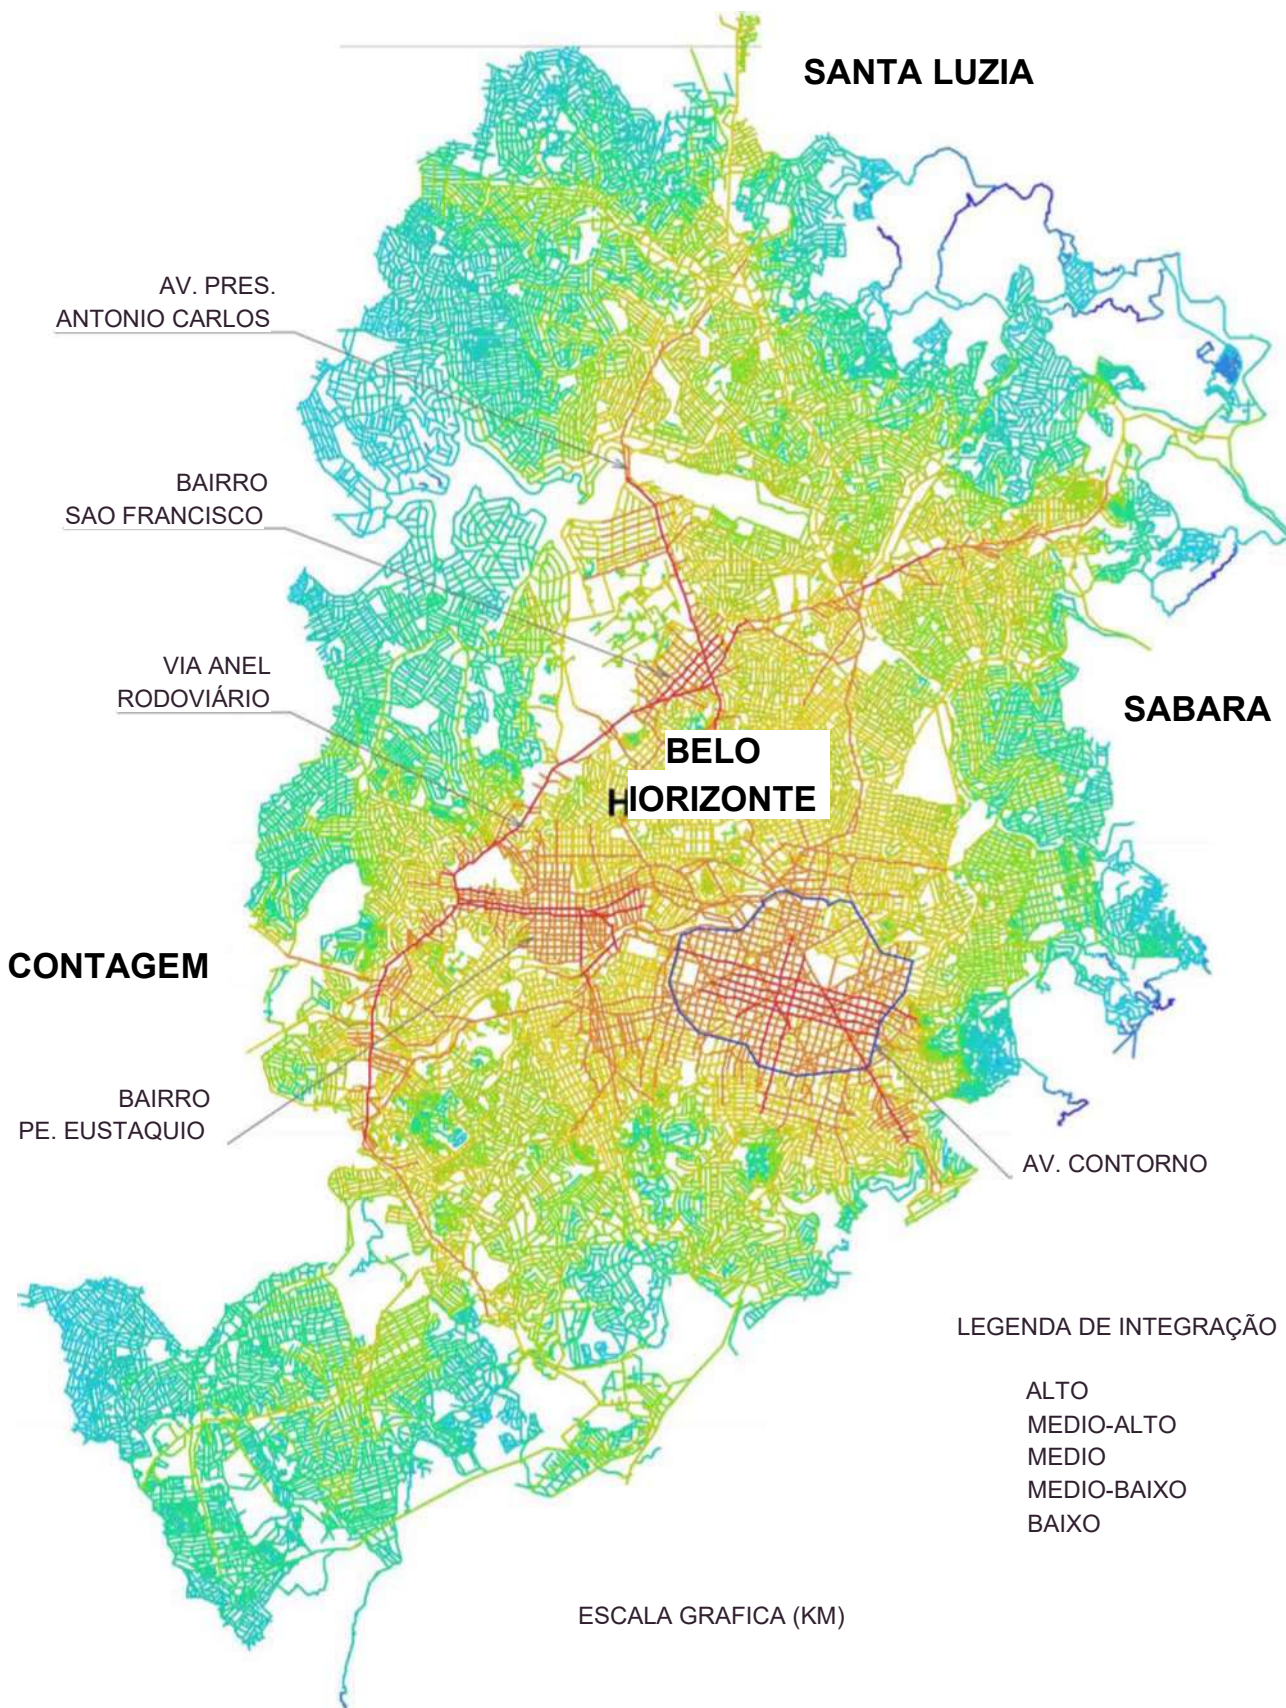 SANTA LUZIA
AV. PRES.
ANTONIO CARLOS
BAIRRO
SAO FRANCISCO
VIA ANEL
RODOVIÁRIO
SABARA
BELO
HORIZONTE
CONTAGEM
BAIRRO
PE. EUSTAQUIO
AV. CONTORNO
LEGENDA DE INTEGRAÇÃO
ALTO
MEDIO-ALTO
MEDIO
MEDIO-BAIXO
BAIXO
ESCALA GRAFICA (KM)